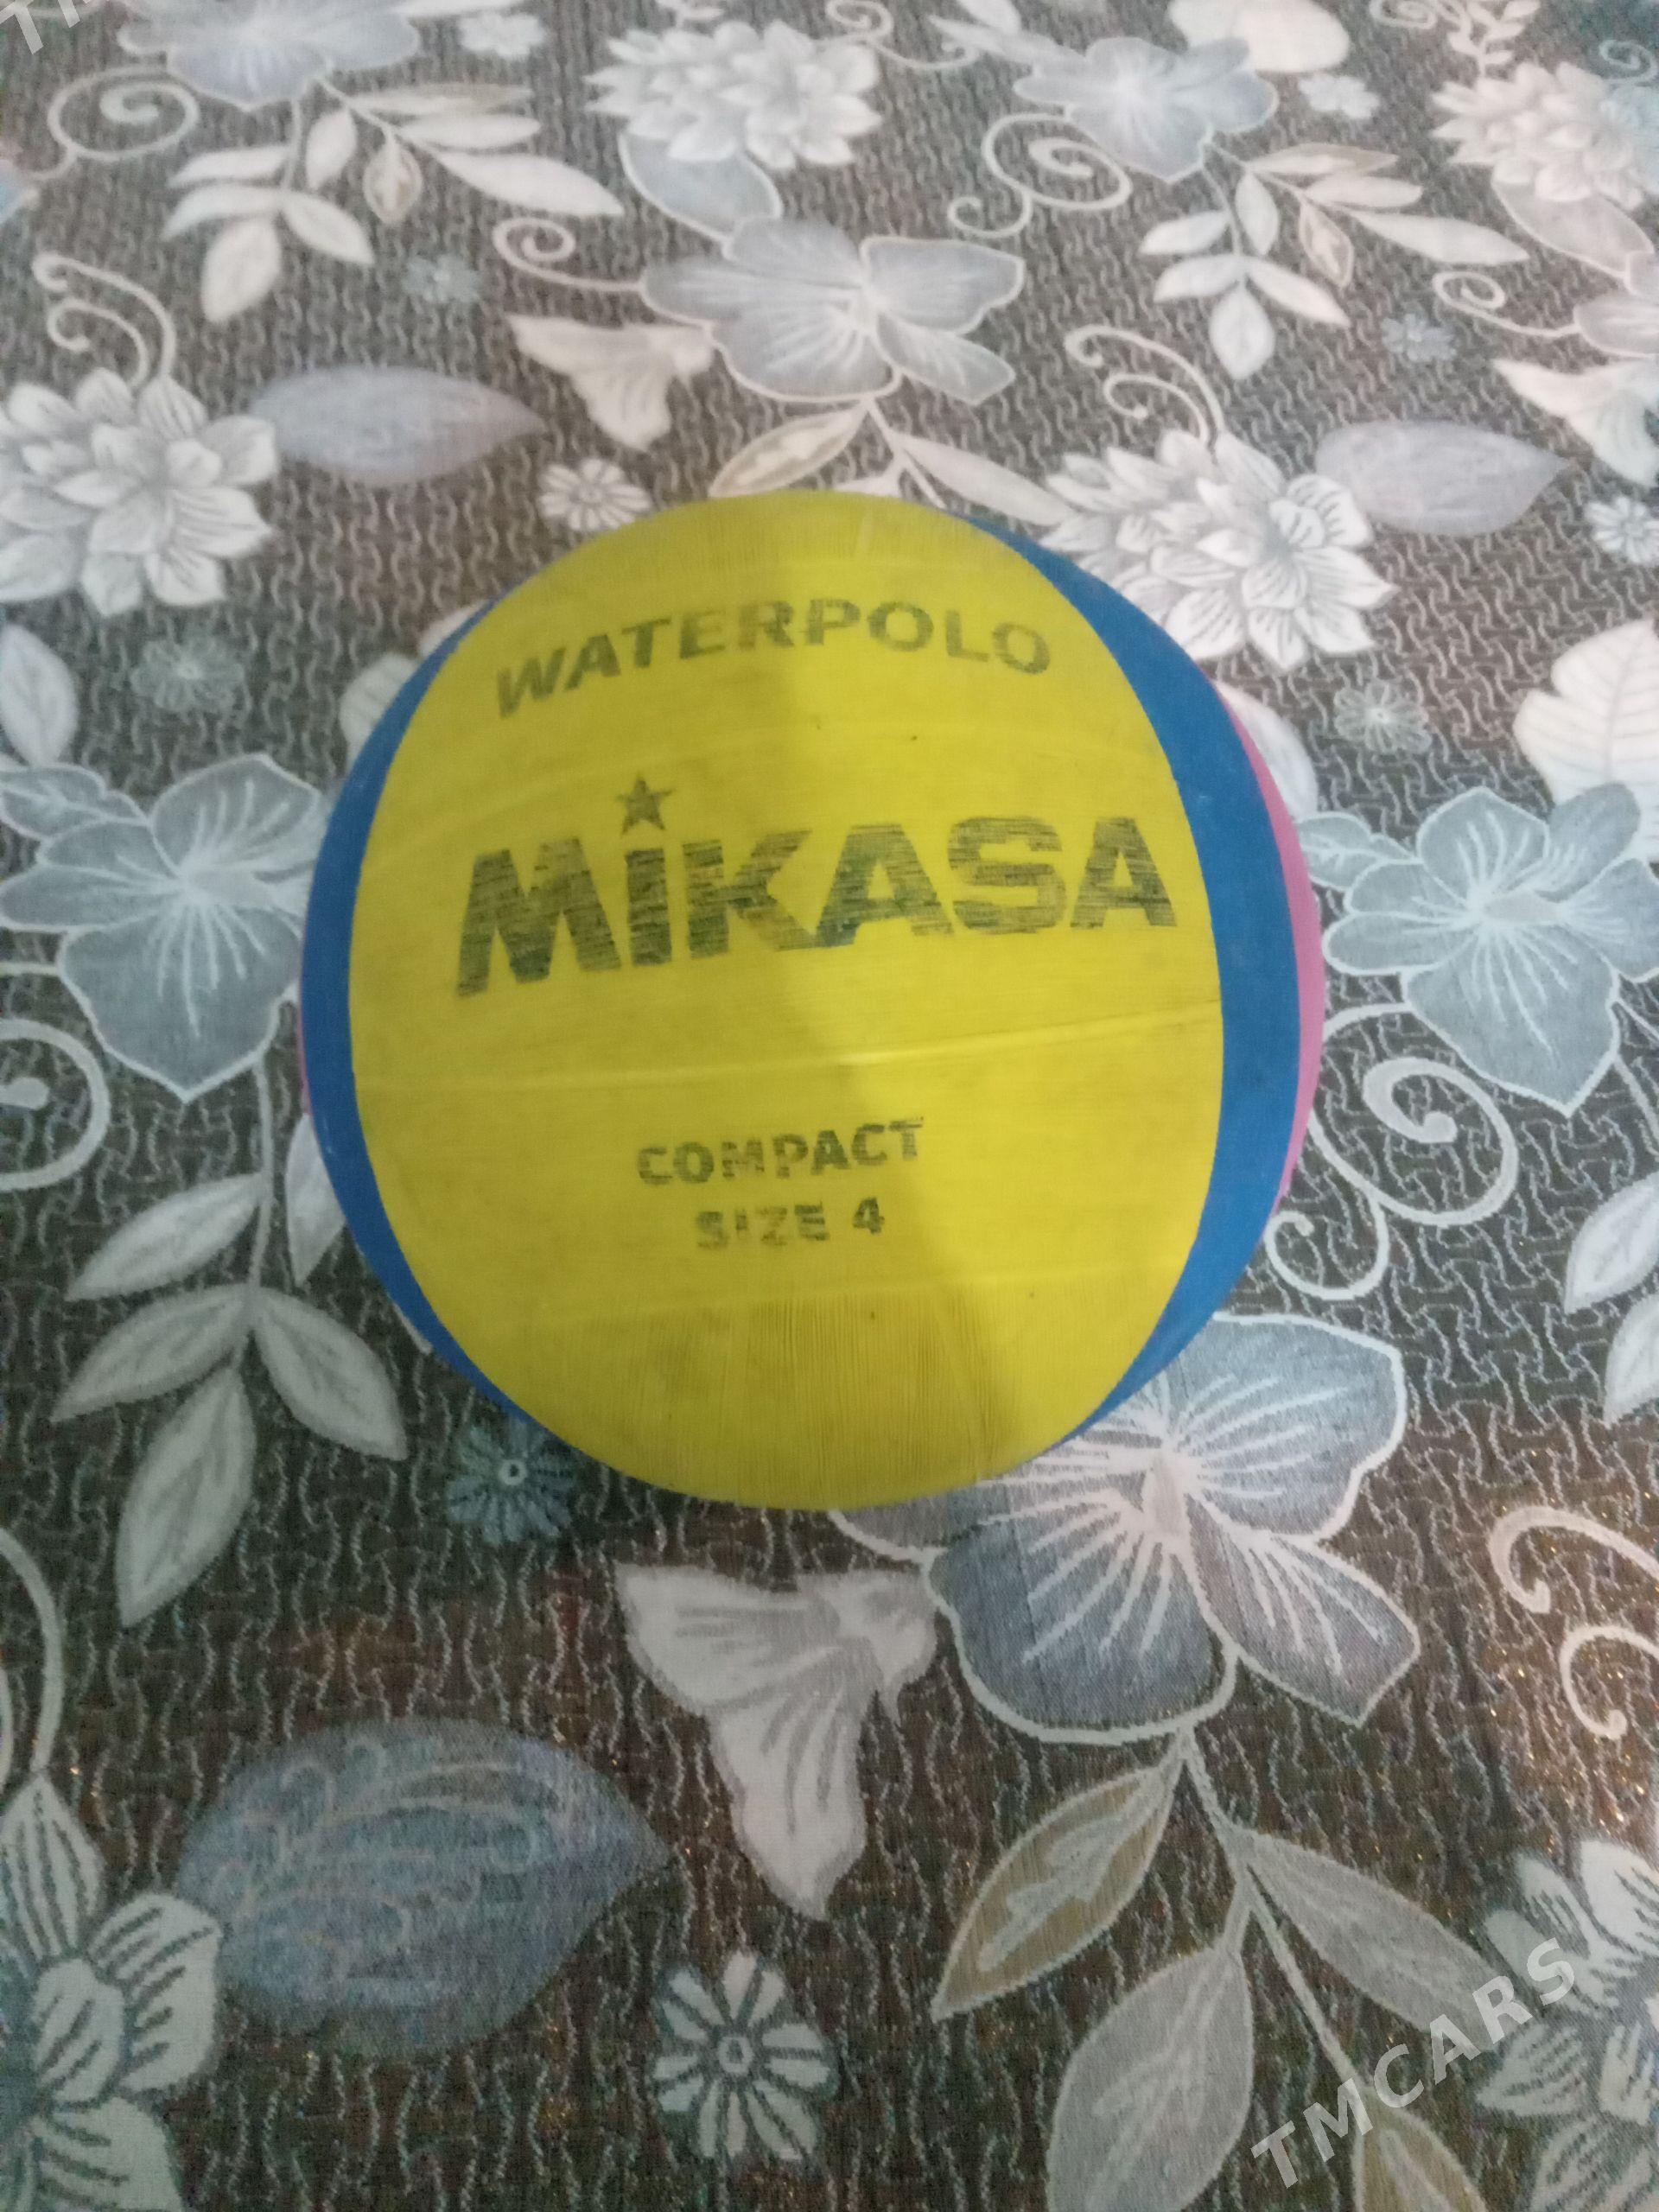 WATERPOLO
MiKASA
COMPACT
SIZE 4
TMCARS